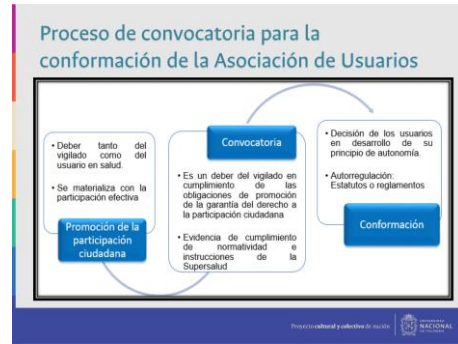 Proceso de convocatoria para la
conformación de la Asociación de Usuarios
• Deber tanto del
vigilado como del
usuario en salud.
• Se materializa con la
participación efectiva
Promoción de la
participación
ciudadana
Convocatoria
• Es un deber del vigilado en
cumplimiento de las
obligaciones de promoción
de la garantía del derecho a
la participación ciudadana
• Evidencia de cumplimiento
de normatividad e
instrucciones de la
Supersalud
• Decisión de los usuarios
en desarrollo de su
principio de autonomía.
• Autorregulación:
Estatutos o reglamentos
Conformación
Proyecto cultural y colectivo de nación
UNIVERSIDAD
NACIONAL
DE COLOMBIA